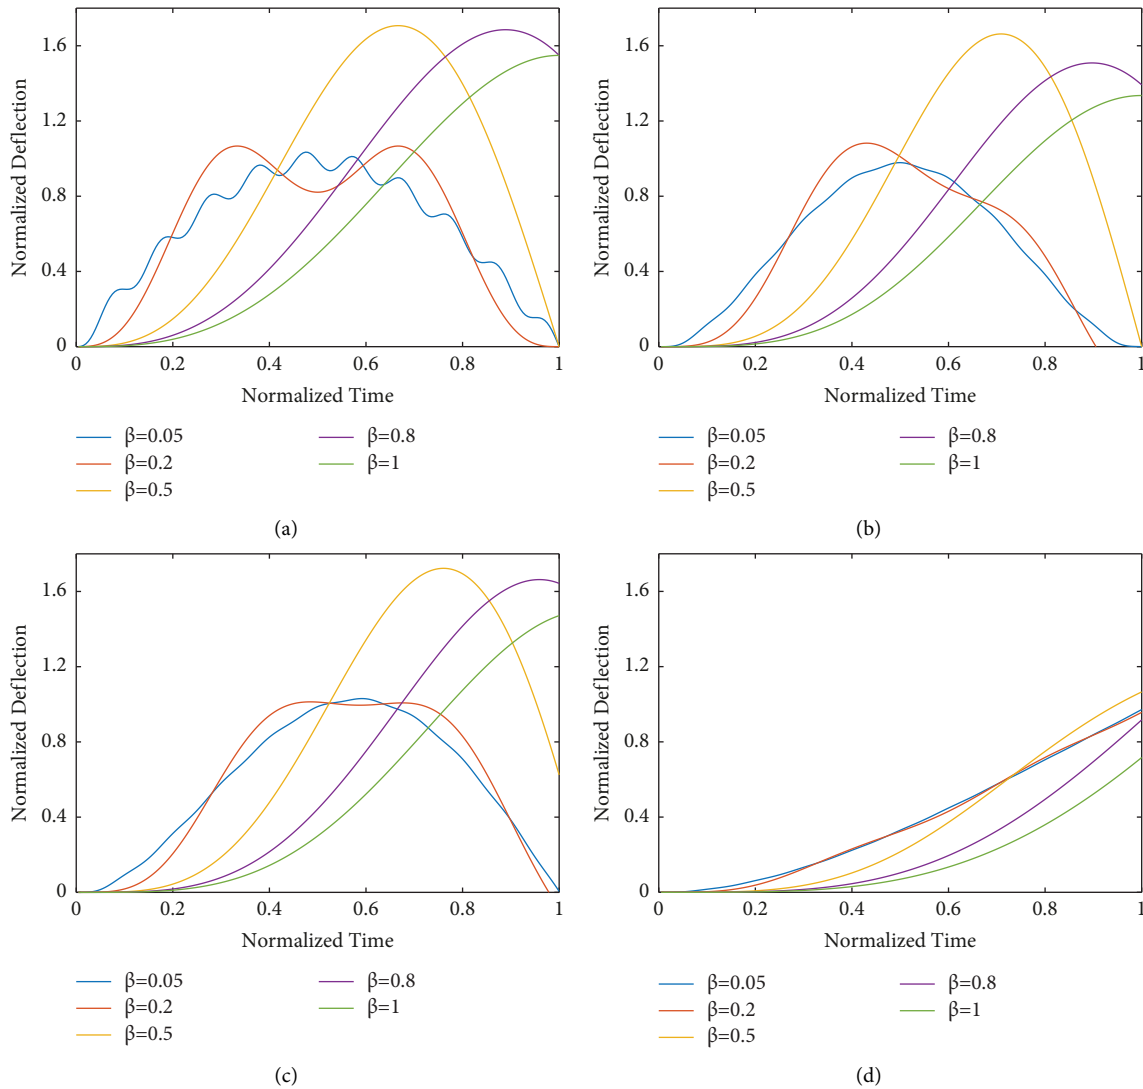 1.6
1.2
0.8
0.4
0
Normalized Deflection
0 0.2 0.4 0.6 0.8 1
Normalized Time
β=0.05
β=0.2
β=0.5
β=0.8
β=1
(a)
1.6
1.2
0.8
0.4
0
Normalized Deflection
0 0.2 0.4 0.6 0.8 1
Normalized Time
β=0.05
β=0.2
β=0.5
β=0.8
β=1
(b)
1.6
1.2
0.8
0.4
0
Normalized Deflection
0 0.2 0.4 0.6 0.8 1
Normalized Time
β=0.05
β=0.2
β=0.5
β=0.8
β=1
(c)
1.6
1.2
0.8
0.4
0
Normalized Deflection
0 0.2 0.4 0.6 0.8 1
Normalized Time
β=0.05
β=0.2
β=0.5
β=0.8
β=1
(d)